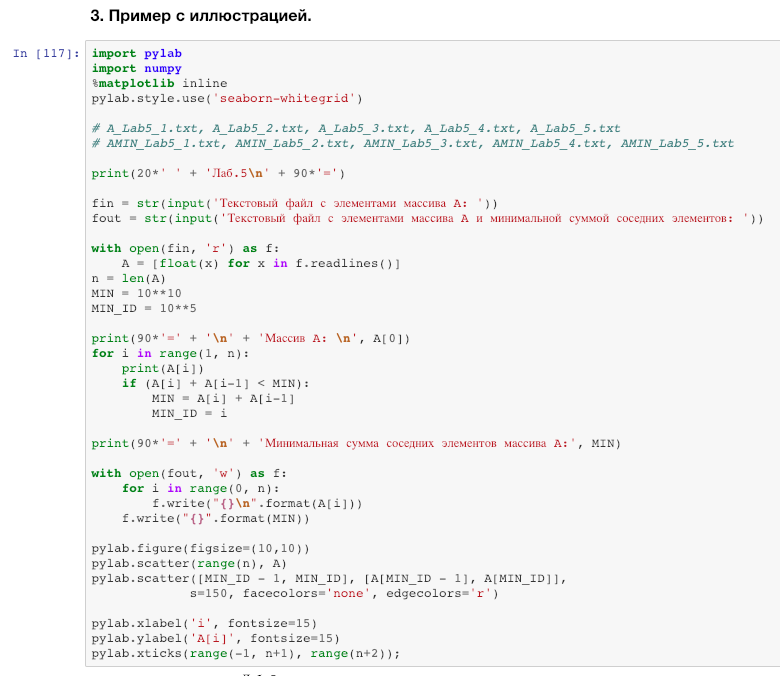 3. Пример с иллюстрацией.
In [117]: import pylab
import numpy
%matplotlib inline
pylab.style.use('seaborn-whitegrid')
# A_Lab5_1.txt, A_Lab5_2.txt, A_Lab5_3.txt, A_Lab5_4.txt, A_Lab_5.txt
# AMIN_Lab5_1.txt, AMIN_Lab5_2.txt, AMIN_Lab5_3.txt, AMIN_Lab5_4.txt, AMIN_Lab5_5.txt
print(20*' ' + 'Лаб.5\n' + 90*'=')
fin = str(input('Текстовый файл с элементами массива A: '))
fout = str(input('Текстовый файл с элементами массива A и минимальной суммой соседних элементов: '))
with open(fin, 'r') as f:
    A = [float(x) for x in f.readlines()]
n = len(A)
MIN = 10**10
MIN_ID = 10**5
print(90*'=' + '\n' + 'Массив A: \n', A[0])
for i in range(1, n):
    print(A[i])
    if (A[i] + A[i-1] < MIN):
        MIN = A[i] + A[i-1]
        MIN_ID = i
print(90*'=' + '\n' + 'Минимальная сумма соседних элементов массива A:', MIN)
with open(fout, 'w') as f:
    for i in range(0, n):
        f.write("{}\n".format(A[i]))
    f.write("{}".format(MIN))
pylab.figure(figsize=(10,10))
pylab.scatter(range(n), A)
pylab.scatter([MIN_ID - 1, MIN_ID], [A[MIN_ID - 1], A[MIN_ID]],
             s=150, facecolors='none', edgecolors='r')
pylab.xlabel('i', fontsize=15)
pylab.ylabel('A[i]', fontsize=15)
pylab.xticks(range(-1, n+1), range(n+2));